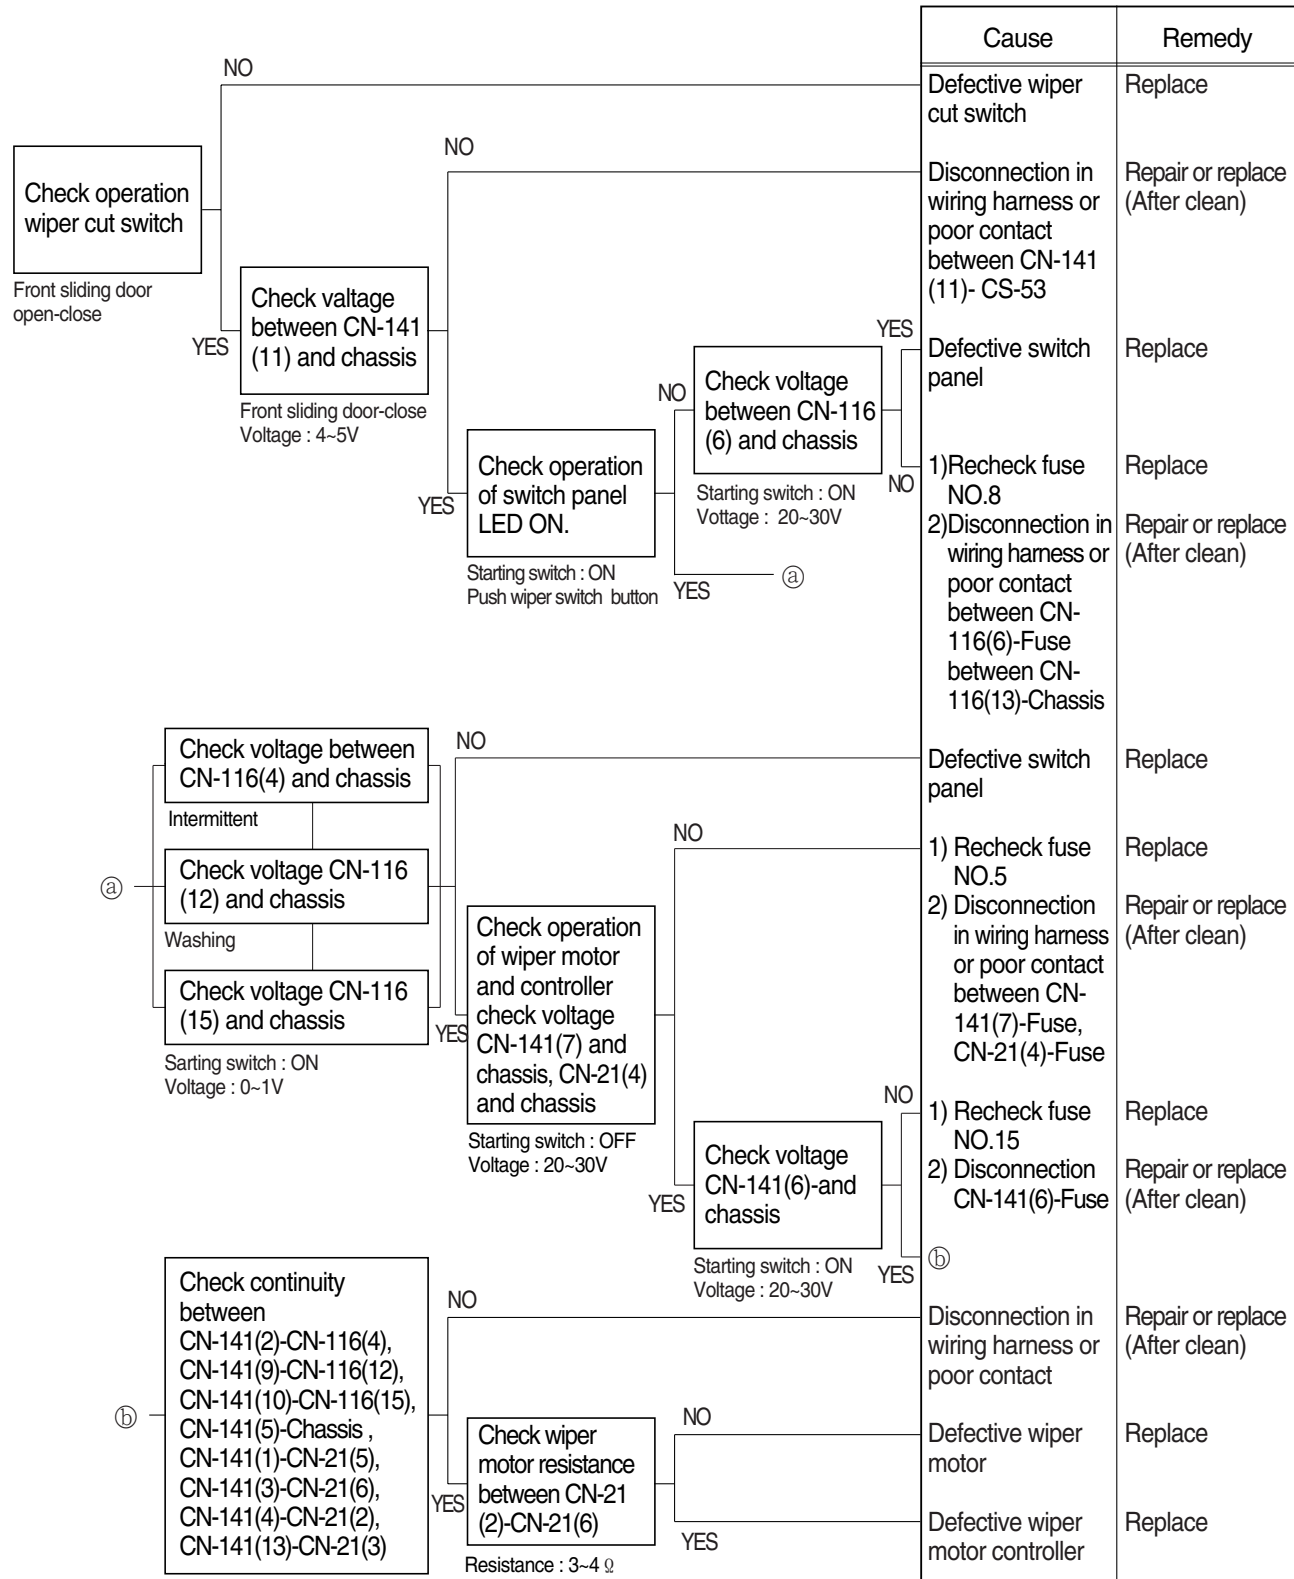 Cause
Remedy
NO
Defective wiper
cut switch
Replace
NO
Check operation
wiper cut switch
Front sliding door
open-close
Disconnection in
wiring harness or
poor contact
between CN-141
(11)- CS-53
Repair or replace
(After clean)
YES
Check valtage
between CN-141
(11) and chassis
Front sliding door-close
Voltage : 4~5V
YES
Defective switch
panel
Replace
NO
Check voltage
between CN-116
(6) and chassis
Starting switch : ON
Vottage : 20~30V
NO
YES
Check operation
of switch panel
LED ON.
Starting switch : ON
Push wiper switch button
YES
ⓐ
1)Recheck fuse
NO.8
Replace
2)Disconnection in
wiring harness or
poor contact
between CN-
116(6)-Fuse
between CN-
116(13)-Chassis
Repair or replace
(After clean)
Check voltage between
CN-116(4) and chassis
Intermittent
NO
Defective switch
panel
Replace
ⓐ
Check voltage CN-116
(12) and chassis
Washing
Check voltage CN-116
(15) and chassis
Sarting switch : ON
Voltage : 0~1V
YES
NO
1) Recheck fuse
NO.5
Replace
2) Disconnection
in wiring harness
or poor contact
between CN-
141(7)-Fuse,
CN-21(4)-Fuse
Repair or replace
(After clean)
Check operation
of wiper motor
and controller
check voltage
CN-141(7) and
chassis, CN-21(4)
and chassis
Starting switch : OFF
Voltage : 20~30V
YES
NO
1) Recheck fuse
NO.15
Replace
2) Disconnection
CN-141(6)-Fuse
Repair or replace
(After clean)
Check voltage
CN-141(6)-and
chassis
Starting switch : ON
Voltage : 20~30V
YES
ⓑ
ⓑ
Check continuity
between
CN-141(2)-CN-116(4),
CN-141(9)-CN-116(12),
CN-141(10)-CN-116(15),
CN-141(5)-Chassis ,
CN-141(1)-CN-21(5),
CN-141(3)-CN-21(6),
CN-141(4)-CN-21(2),
CN-141(13)-CN-21(3)
NO
Disconnection in
wiring harness or
poor contact
Repair or replace
(After clean)
YES
Check wiper
motor resistance
between CN-21
(2)-CN-21(6)
Resistance : 3~4 Ω
NO
Defective wiper
motor
Replace
YES
Defective wiper
motor controller
Replace